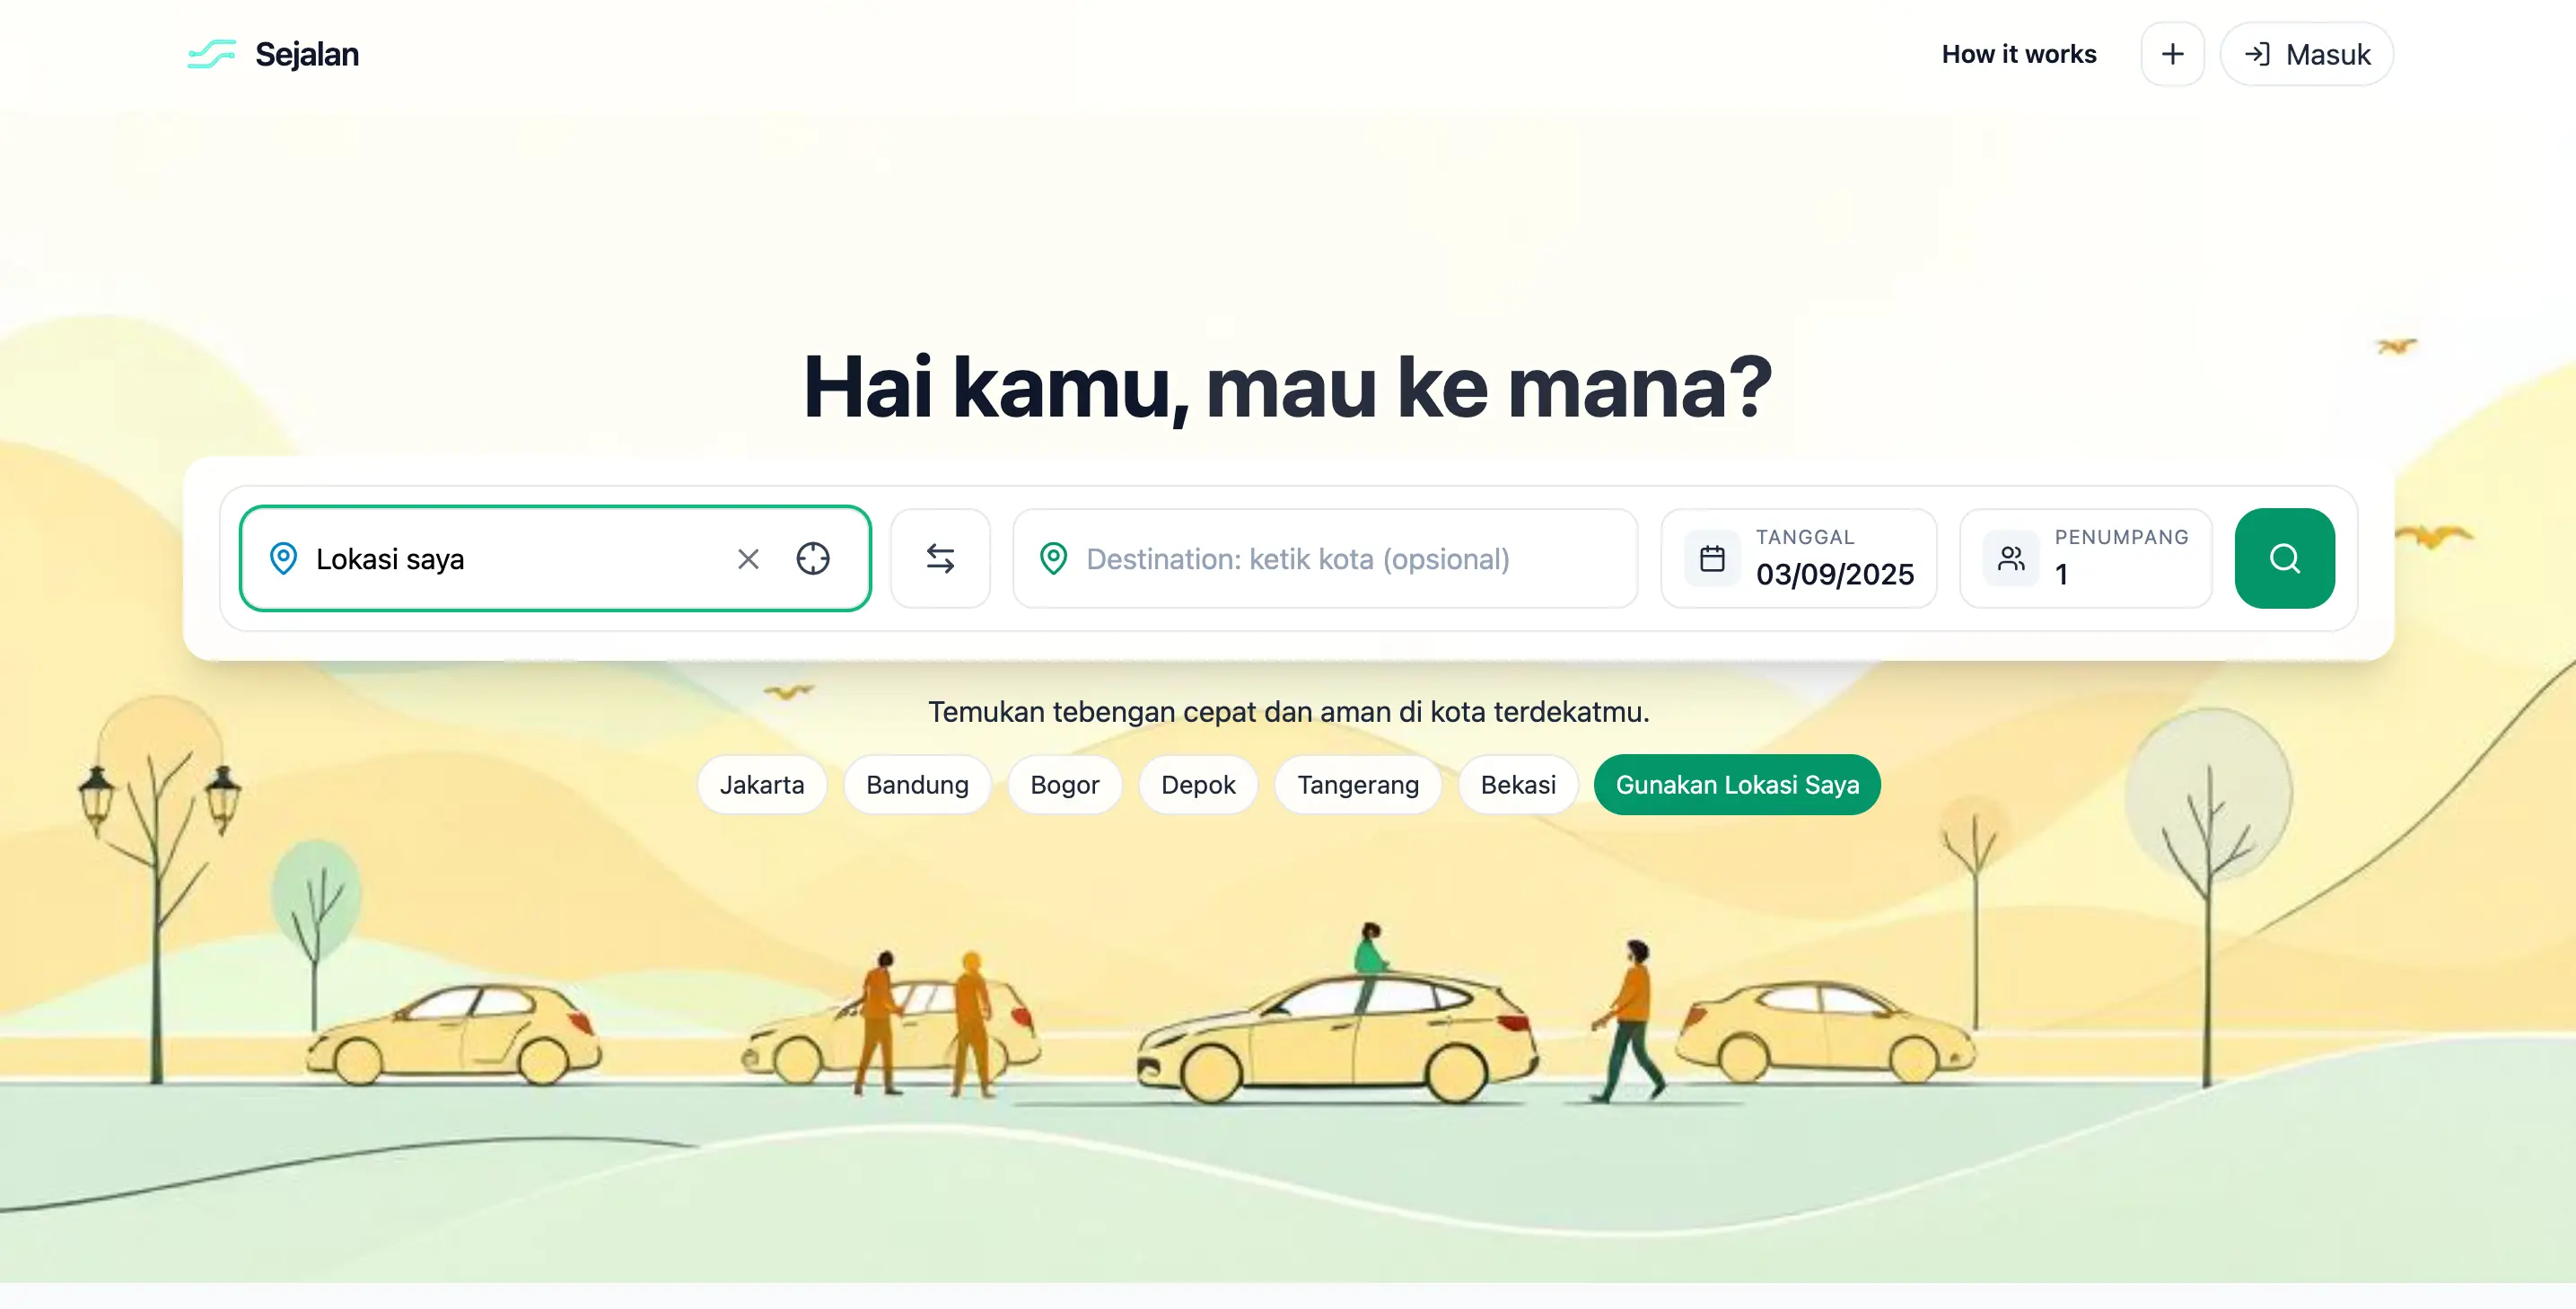 Sejalan
How it works
Masuk
Hai kamu, mau ke mana?
Lokasi saya
Destination: ketik kota (opsional)
TANGGAL
03/09/2025
PENUMPANG
1
Temukan tebengan cepat dan aman di kota terdekatmu.
Jakarta
Bandung
Bogor
Depok
Tangerang
Bekasi
Gunakan Lokasi Saya